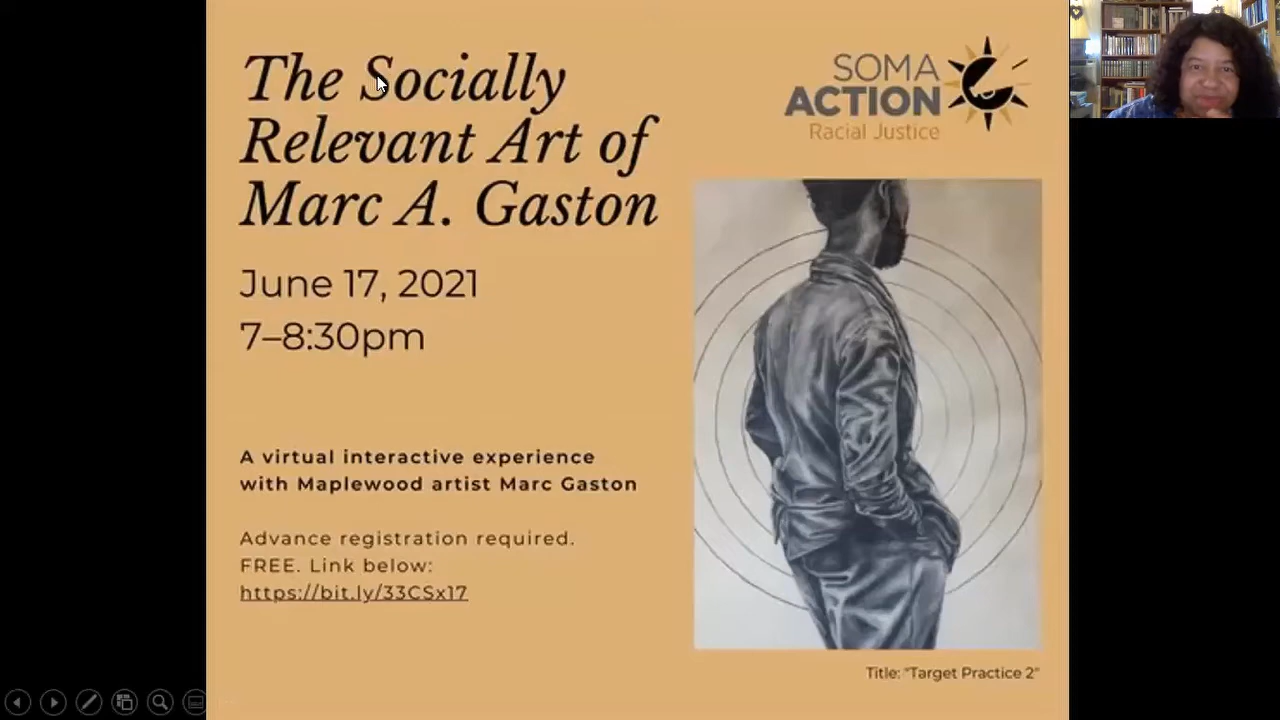 The Socially
Relevant Art of
Marc A. Gaston
June 17, 2021
7–8:30pm
A virtual interactive experience
with Maplewood artist Marc Gaston
Advance registration required.
FREE. Link below:
https://bit.ly/33CSx17
SOMA
ACTION
Racial Justice
Title: "Target Practice 2"